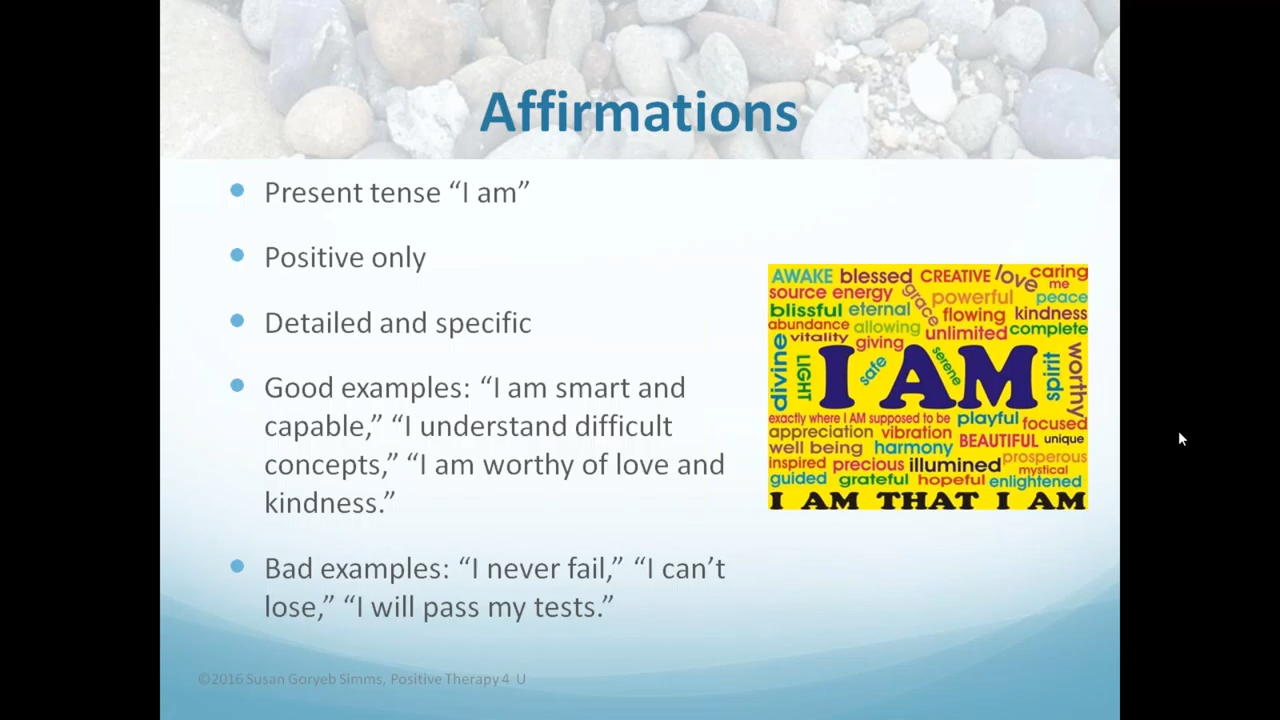 Affirmations
Present tense “I am”
Positive only
Detailed and specific
Good examples: “I am smart and
capable,” “I understand difficult
concepts,” “I am worthy of love and
kindness.”
Bad examples: “I never fail,” “I can’t
lose,” “I will pass my tests.”
AWAKE blessed CREATIVE love caring
me
source energy grace powerful peace
blissful eternal flowing kindness
abundance allowing unlimited complete
vitality giving
divine LIGHT I AM safe serene spirit worthy
exactly where I AM supposed to be playful focused
appreciation vibration BEAUTIFUL unique
well being harmony prosperous
inspired precious illumined mystical
guided grateful hopeful enlightened
I AM THAT I AM
©2016 Susan Goryeb Simms, Positive Therapy 4 U